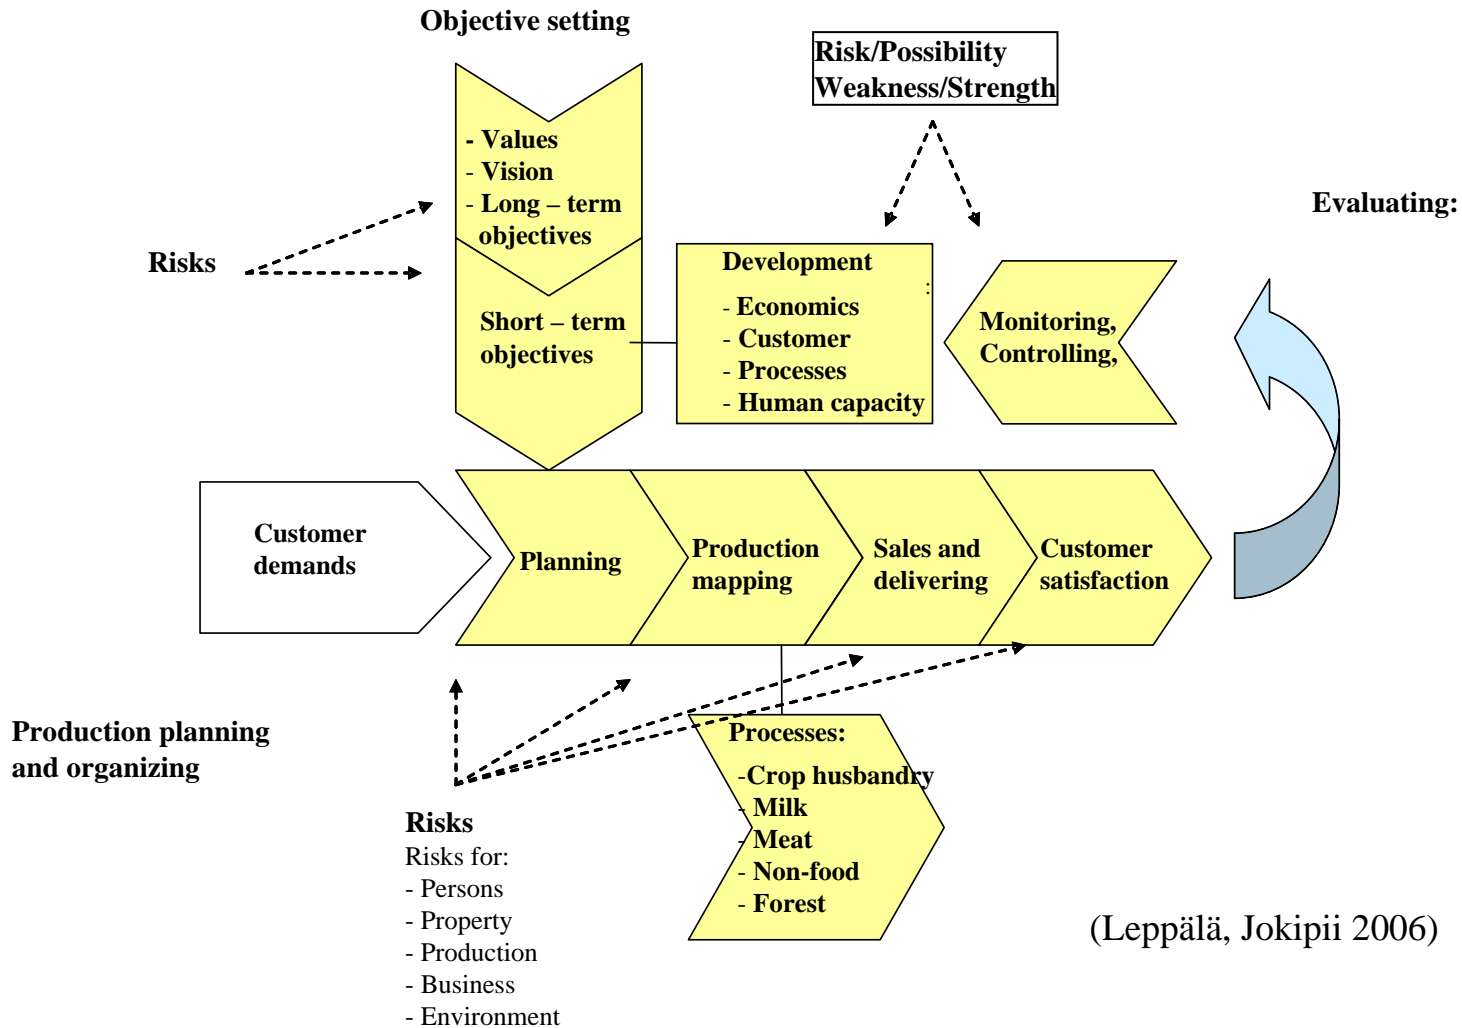 Objective setting
Risk/Possibility
Weakness/Strength
- Values
- Vision
- Long – term
objectives
Evaluating:
Risks
Short – term
objectives
Development
:
- Economics
- Customer
- Processes
- Human capacity
Monitoring,
Controlling,
Customer
demands
Planning
Production
mapping
Sales and
delivering
Customer
satisfaction
Production planning
and organizing
Risks
Risks for:
- Persons
- Property
- Production
- Business
- Environment
Processes:
-Crop husbandry
- Milk
- Meat
- Non-food
- Forest
(Leppälä, Jokipii 2006)